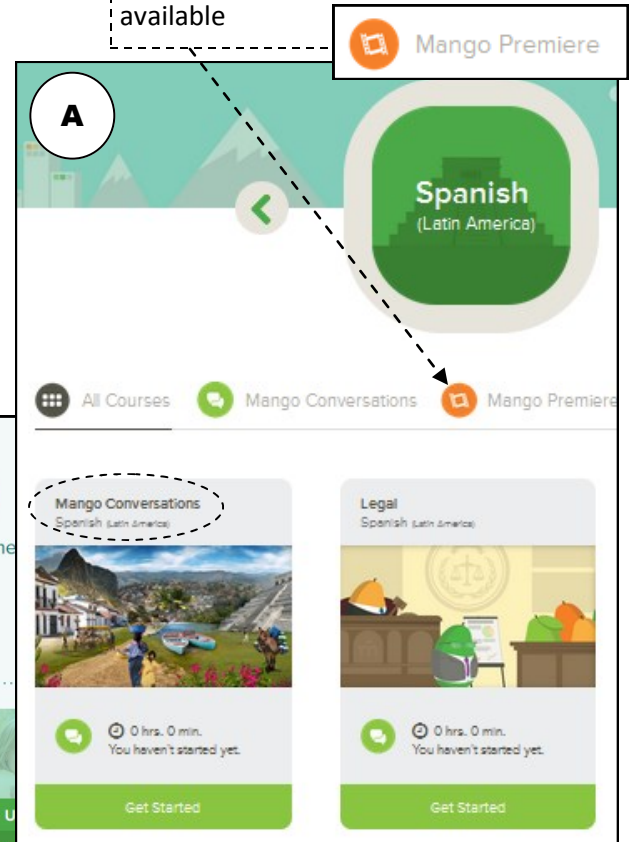 available
Mango Premiere
A
Spanish
(Latin America)
All Courses
Mango Conversations
Mango Premiere
Mango Conversations
Spanish (Latin America)
Legal
Spanish (Latin America)
0 hrs. 0 min.
You haven't started yet.
0 hrs. 0 min.
You haven't started yet.
Get Started
Get Started